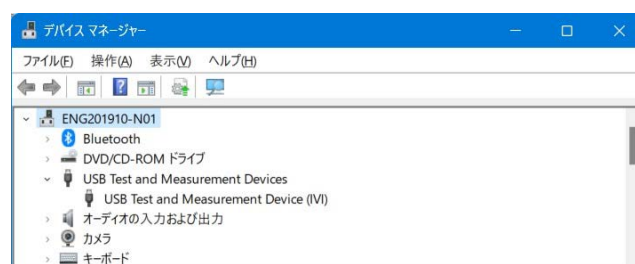 デバイス マネージャー
ファイル(F) 操作(A) 表示(V) ヘルプ(H)
ENG201910-N01
Bluetooth
DVD/CD-ROM ドライブ
USB Test and Measurement Devices
USB Test and Measurement Device (IVI)
オーディオの入力および出力
カメラ
キーボード